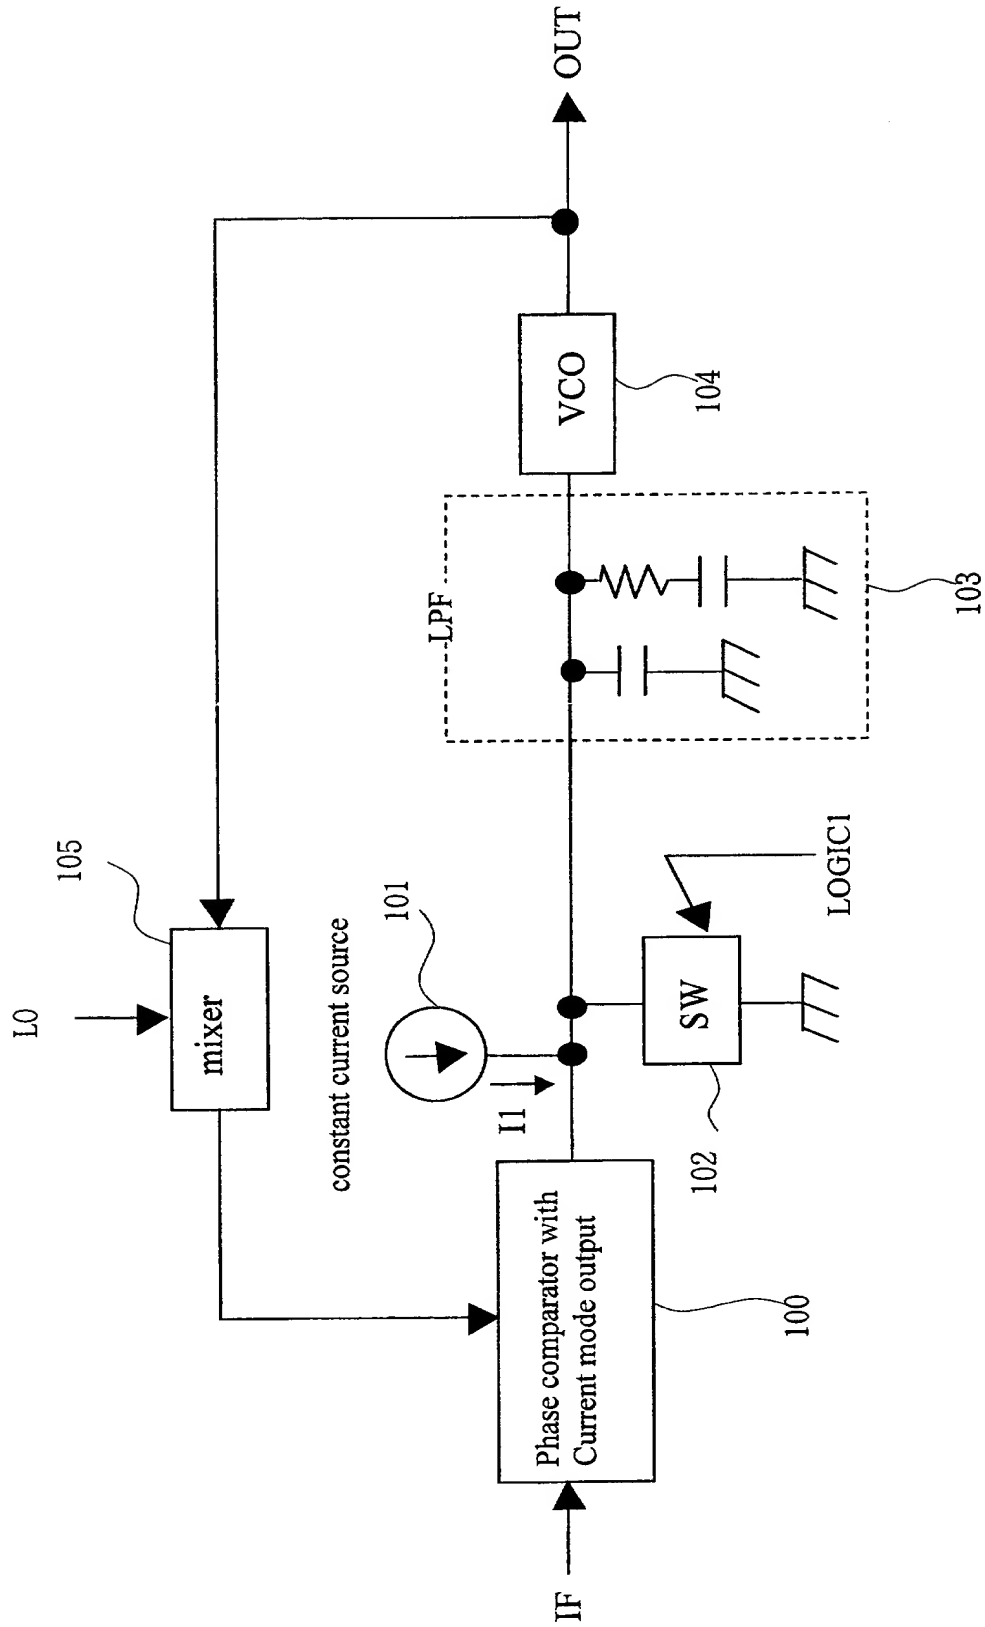 LO
105
mixer
constant current source
101
I1
IF
Phase comparator with
Current mode output
100
SW
102
LOGIC1
LPF
103
VCO
104
OUT